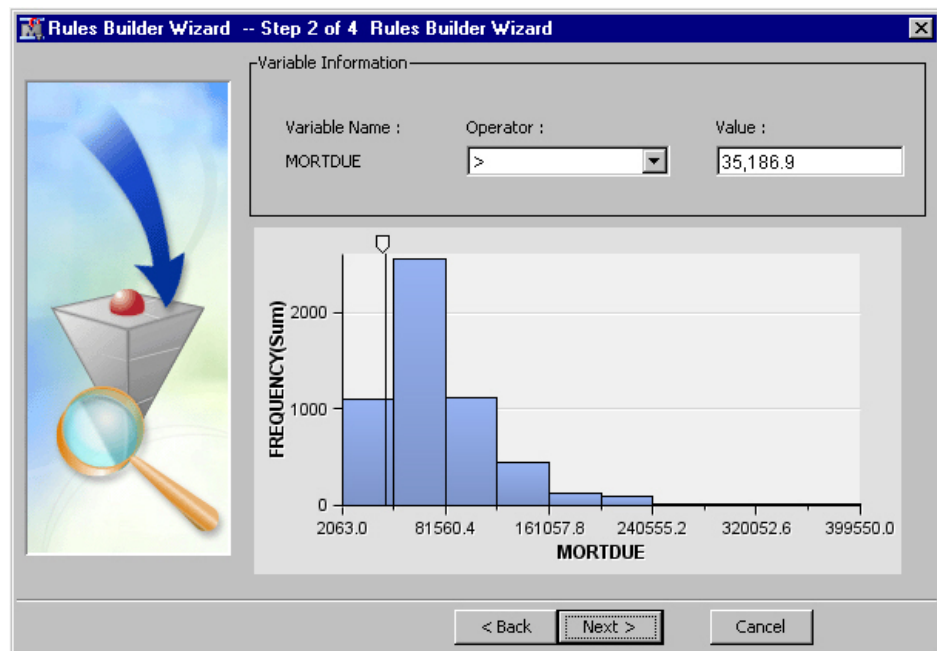 Rules Builder Wizard -- Step 2 of 4 Rules Builder Wizard
Variable Information
Variable Name : Operator : Value :
MORTDUE > 35,186.9
FREQUENCY(Sum)
2000
1000
0
2063.0 81560.4 161057.8 240555.2 320052.6 399550.0
MORTDUE
< Back Next > Cancel